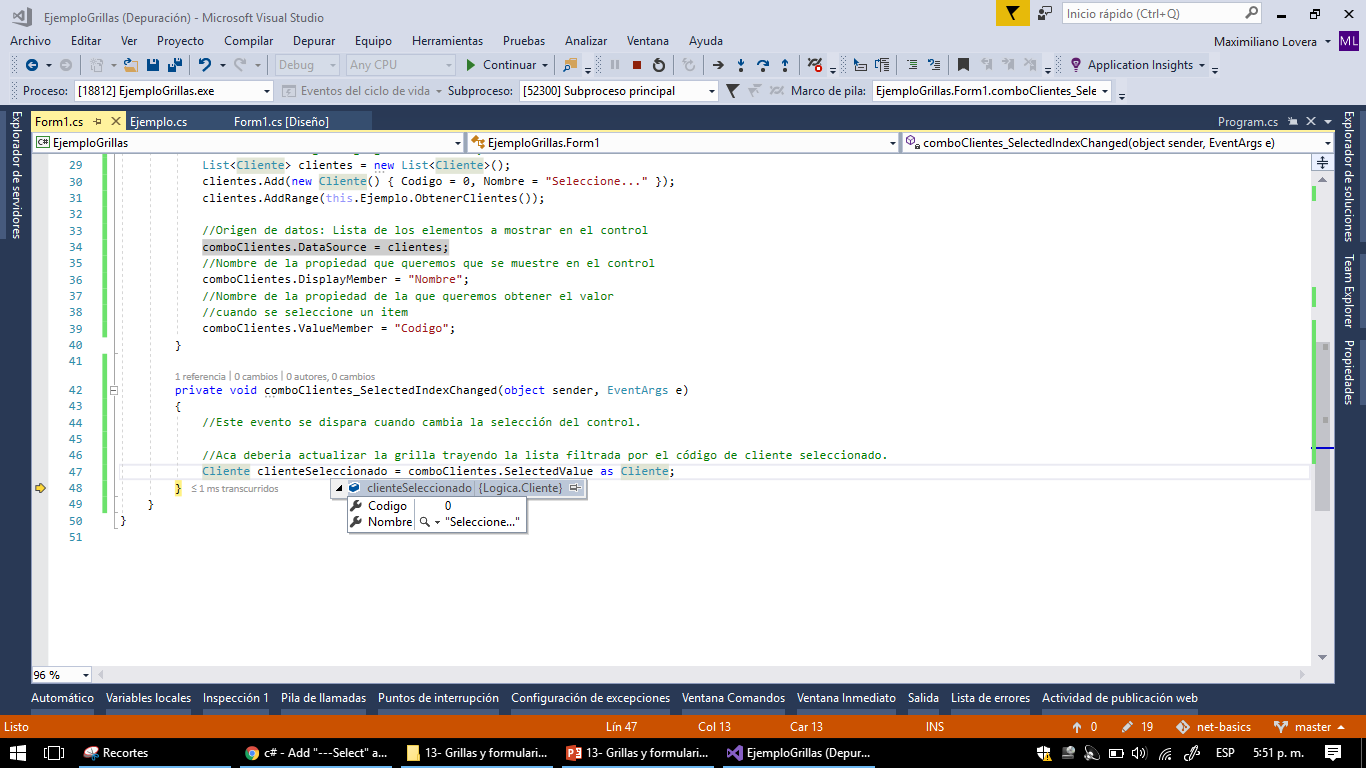 EjemploGrillas (Depuración) - Microsoft Visual Studio
Inicio rápido (Ctrl+Q)
Archivo Editar Ver Proyecto Compilar Depurar Equipo Herramientas Pruebas Analizar Ventana Ayuda
Maximiliano Lovera ML
Debug Any CPU Continuar Application Insights
Proceso: [18812] EjemploGrillas.exe Eventos del ciclo de vida Subproceso: [52300] Subproceso principal Marco de pila: EjemploGrillas.Form1.comboClientes_Sele
Form1.cs Ejemplo.cs Form1.cs [Diseño] Program.cs
EjemploGrillas EjemploGrillas.Form1 comboClientes_SelectedIndexChanged(object sender, EventArgs e)
Explorador de servidores
Explorador de soluciones
Team Explorer
Propiedades
29 List<Cliente> clientes = new List<Cliente>();
30 clientes.Add(new Cliente() { Codigo = 0, Nombre = "Seleccione..." });
31 clientes.AddRange(this.Ejemplo.ObtenerClientes());
32
33 //Origen de datos: Lista de los elementos a mostrar en el control
34 comboClientes.DataSource = clientes;
35 //Nombre de la propiedad que queremos que se muestre en el control
36 comboClientes.DisplayMember = "Nombre";
37 //Nombre de la propiedad de la que queremos obtener el valor
38 //cuando se seleccione un item
39 comboClientes.ValueMember = "Codigo";
40 }
41
1 referencia | 0 cambios | 0 autores, 0 cambios
42 private void comboClientes_SelectedIndexChanged(object sender, EventArgs e)
43 {
44 //Este evento se dispara cuando cambia la selección del control.
45
46 //Aca deberia actualizar la grilla trayendo la lista filtrada por el código de cliente seleccionado.
47 Cliente clienteSeleccionado = comboClientes.SelectedValue as Cliente;
48 } ≤ 1 ms transcurridos
clienteSeleccionado {Logica.Cliente}
Codigo 0
Nombre "Seleccione..."
49 }
50 }
51
96 %
Automático Variables locales Inspección 1 Pila de llamadas Puntos de interrupción Configuración de excepciones Ventana Comandos Ventana Inmediato Salida Lista de errores Actividad de publicación web
Listo Lín 47 Col 13 Car 13 INS 0 19 net-basics master
Recortes c# - Add "---Select" a... 13- Grillas y formulari... 13- Grillas y formulari... EjemploGrillas (Depur... ESP 5:51 p. m.